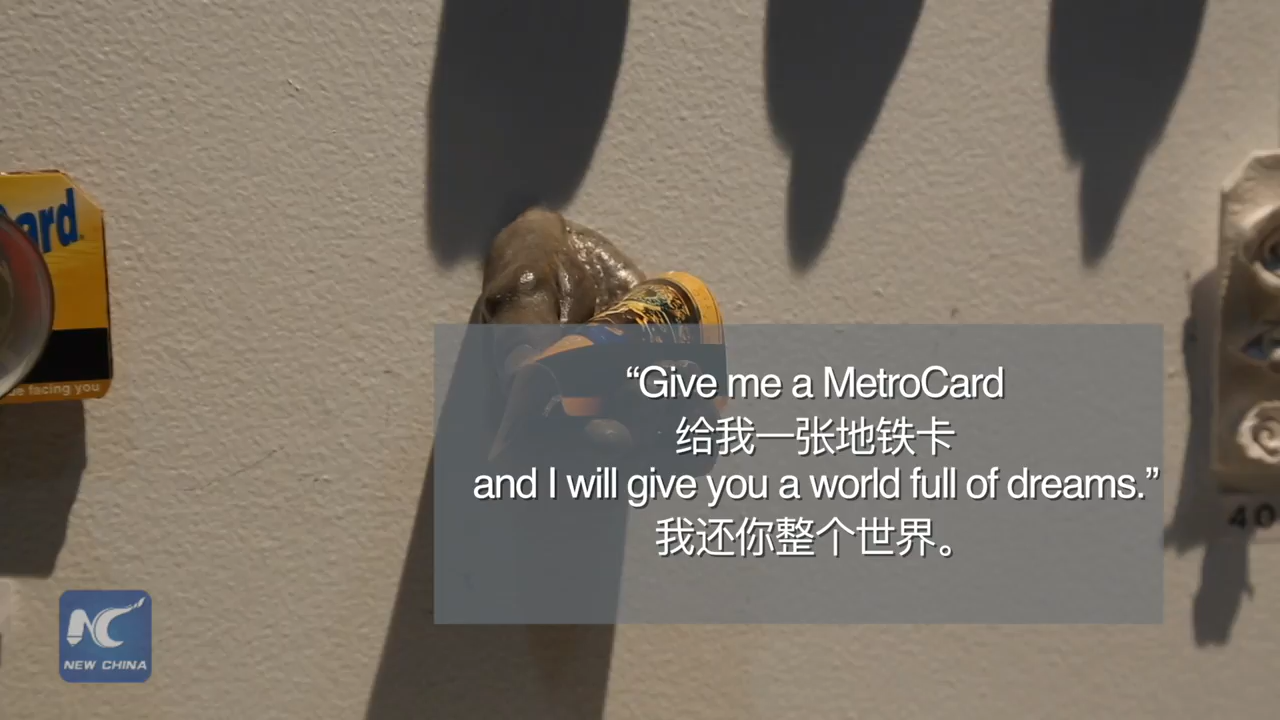 ard
e facing you
“Give me a MetroCard
给我一张地铁卡
and I will give you a world full of dreams.”
我还你整个世界。
40
NEW CHINA